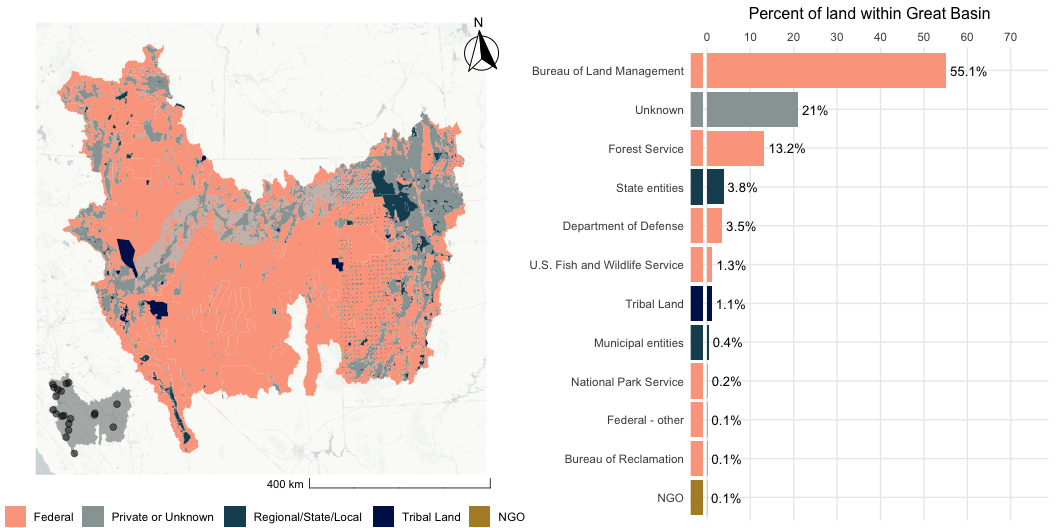 N
400 km
Federal
Private or Unknown
Regional/State/Local
Tribal Land
NGO
Percent of land within Great Basin
0 10 20 30 40 50 60 70
Bureau of Land Management 55.1%
Unknown 21%
Forest Service 13.2%
State entities 3.8%
Department of Defense 3.5%
U.S. Fish and Wildlife Service 1.3%
Tribal Land 1.1%
Municipal entities 0.4%
National Park Service 0.2%
Federal - other 0.1%
Bureau of Reclamation 0.1%
NGO 0.1%